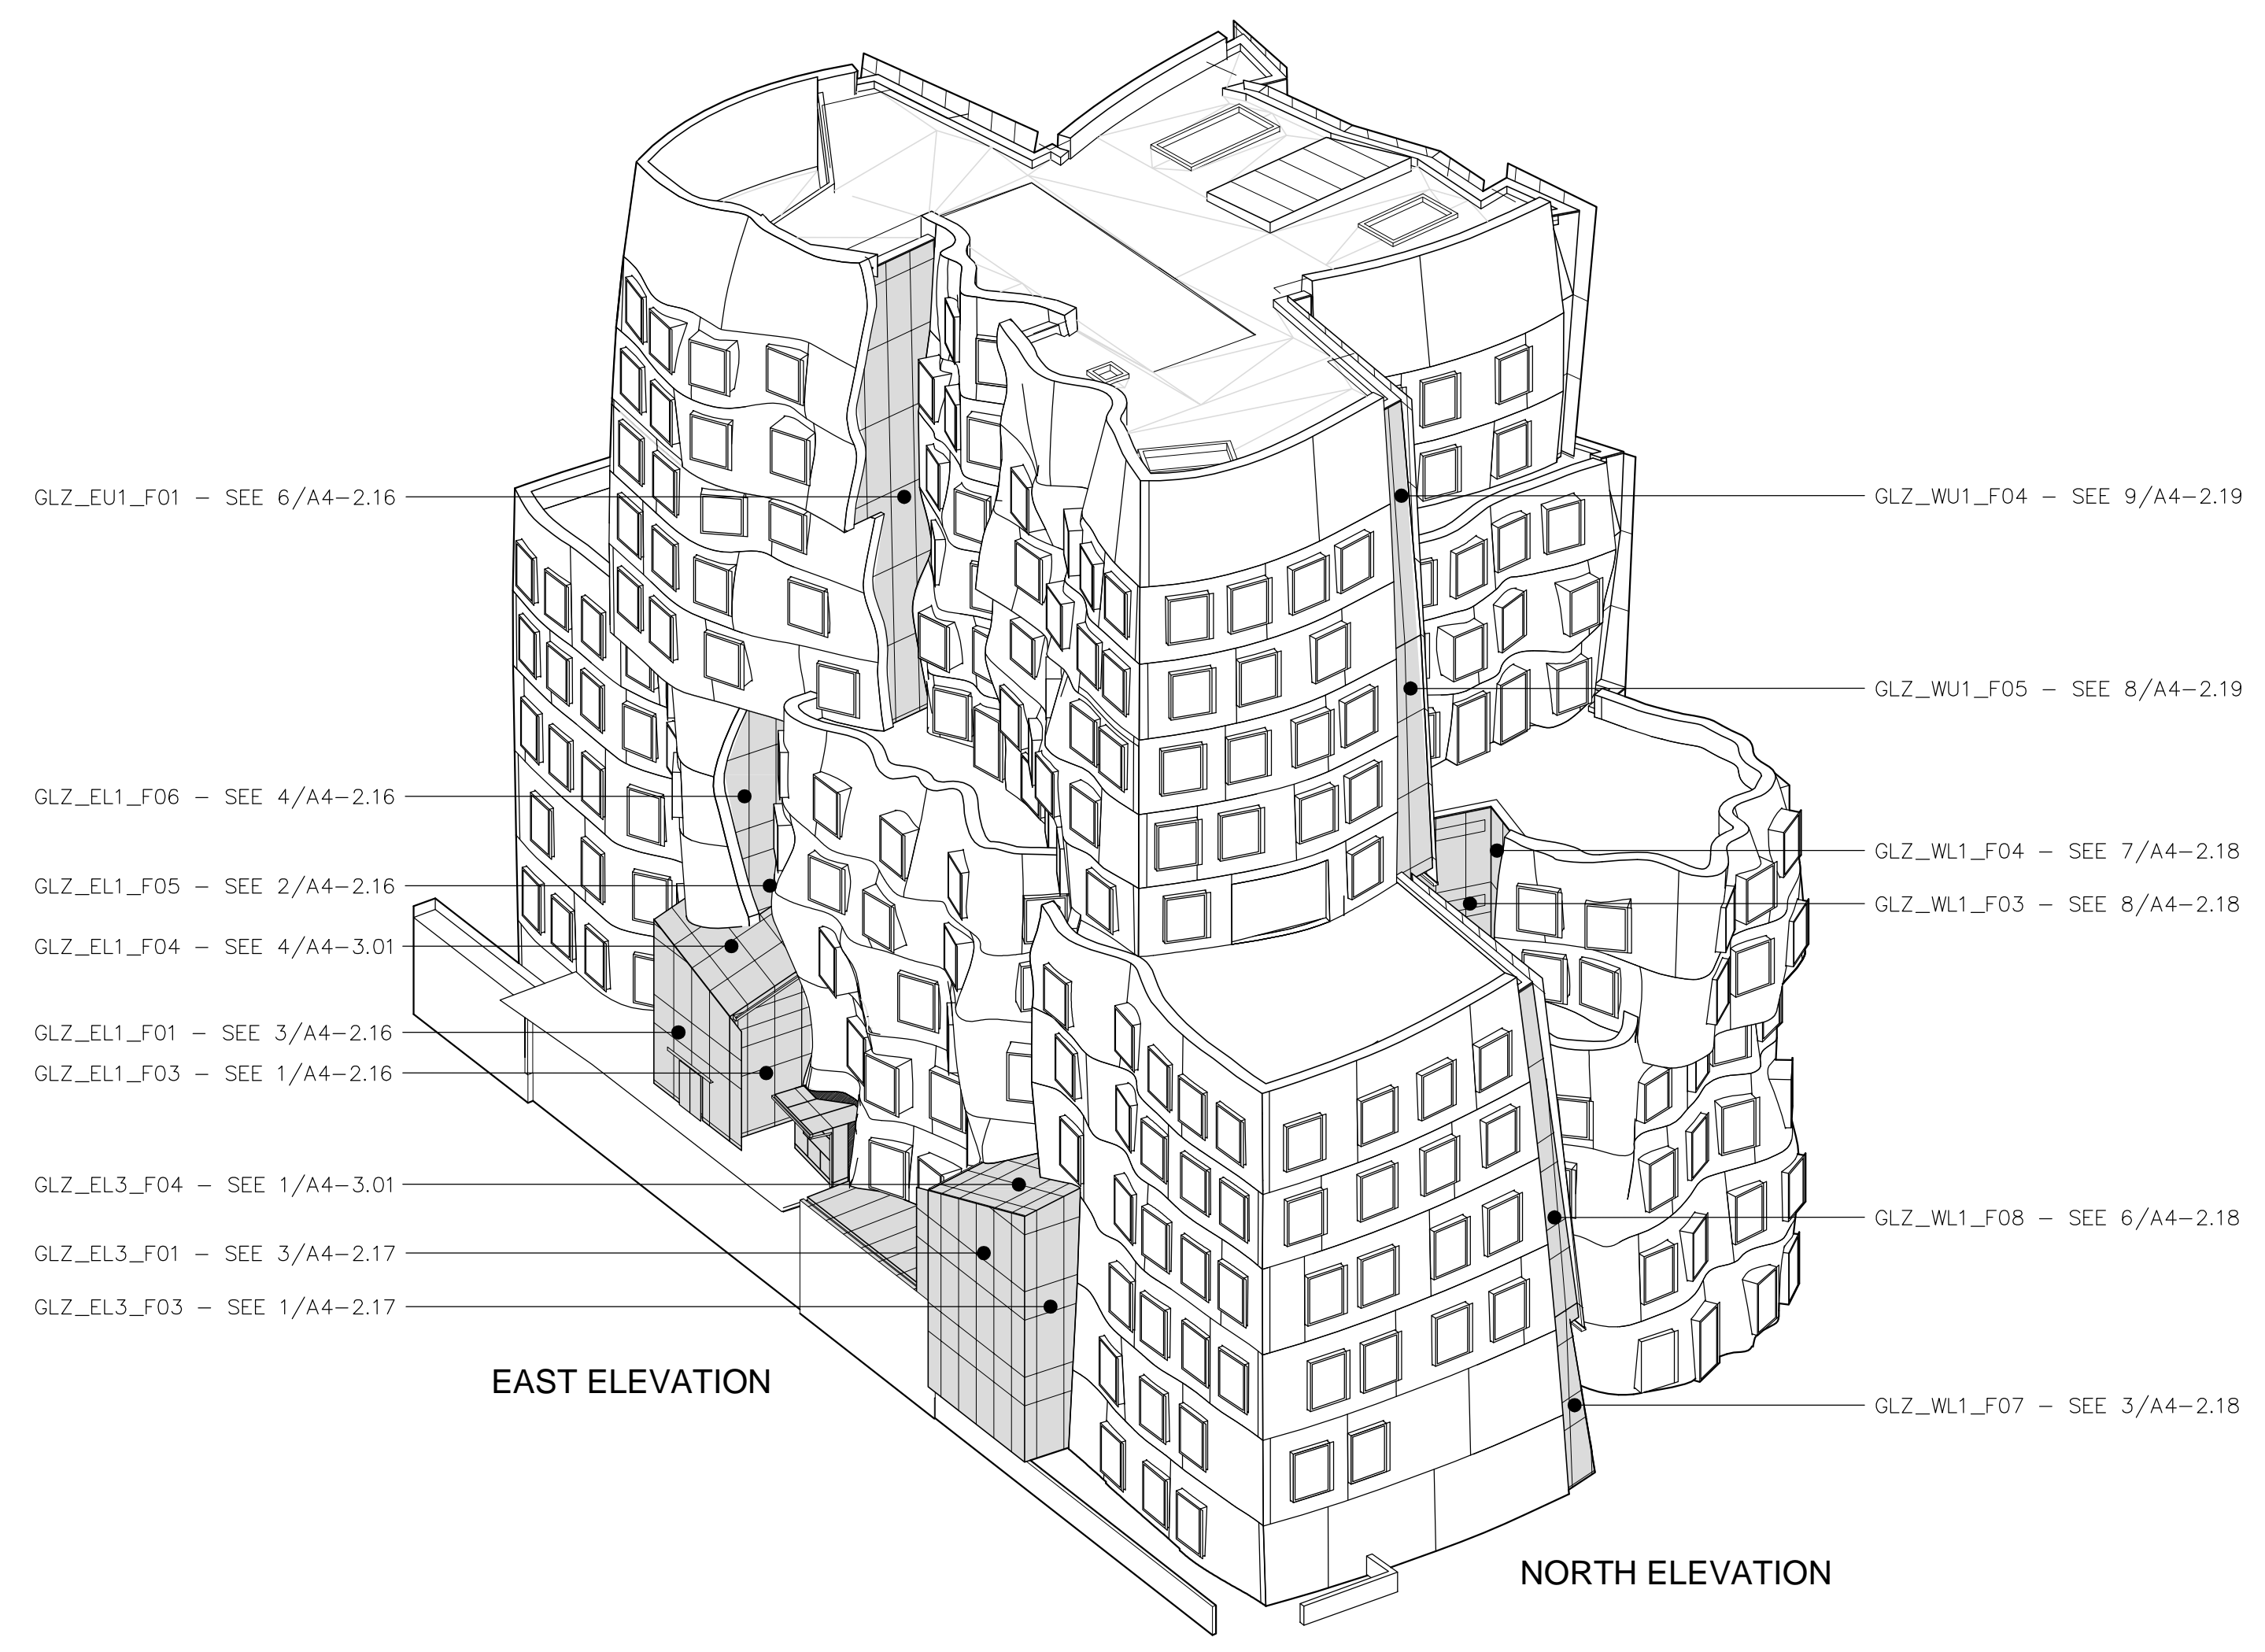 GLZ_EU1_F01 – SEE 6/A4–2.16
GLZ_EL1_F06 – SEE 4/A4–2.16
GLZ_EL1_F05 – SEE 2/A4–2.16
GLZ_EL1_F04 – SEE 4/A4–3.01
GLZ_EL1_F01 – SEE 3/A4–2.16
GLZ_EL1_F03 – SEE 1/A4–2.16
GLZ_EL3_F04 – SEE 1/A4–3.01
GLZ_EL3_F01 – SEE 3/A4–2.17
GLZ_EL3_F03 – SEE 1/A4–2.17
EAST ELEVATION
GLZ_WU1_F04 – SEE 9/A4–2.19
GLZ_WU1_F05 – SEE 8/A4–2.19
GLZ_WL1_F04 – SEE 7/A4–2.18
GLZ_WL1_F03 – SEE 8/A4–2.18
GLZ_WL1_F08 – SEE 6/A4–2.18
GLZ_WL1_F07 – SEE 3/A4–2.18
NORTH ELEVATION